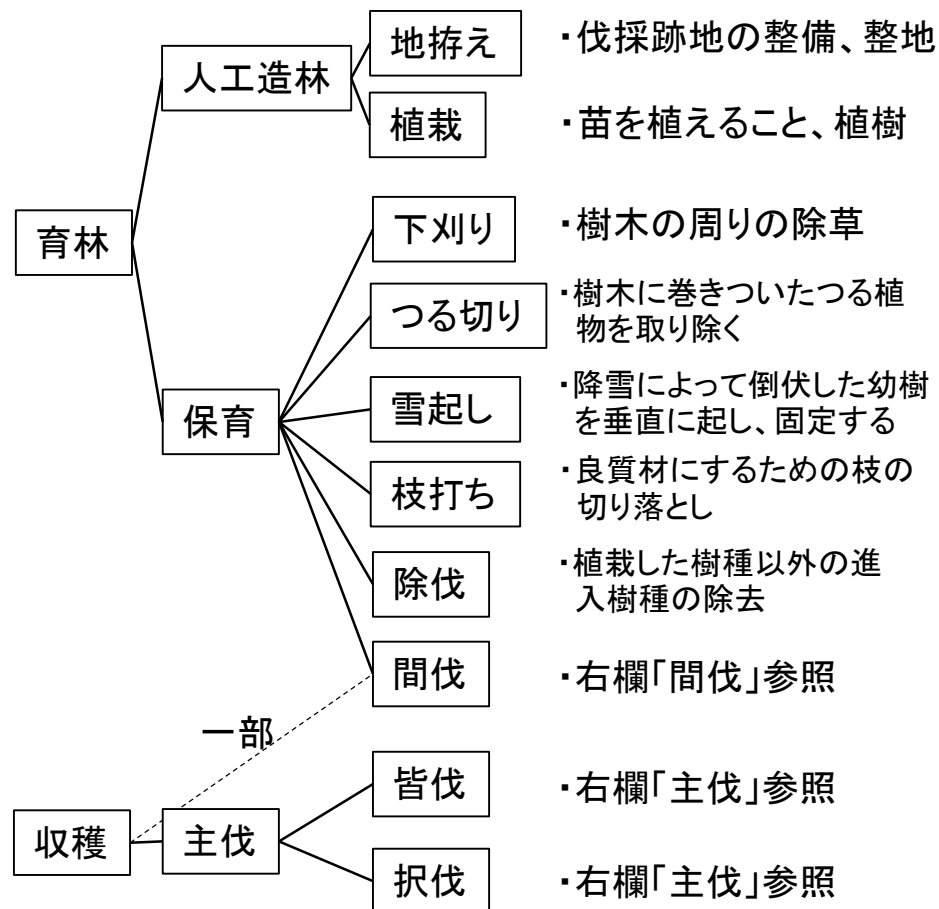 地拵え
・伐採跡地の整備、整地
人工造林
植栽
・苗を植えること、植樹
育林
下刈り
・樹木の周りの除草
つる切り
・樹木に巻きついたつる植
物を取り除く
保育
雪起し
・降雪によって倒伏した幼樹
を垂直に起し、固定する
枝打ち
・良質材にするための枝の
切り落とし
除伐
・植栽した樹種以外の進
入樹種の除去
間伐
・右欄「間伐」参照
一部
皆伐
・右欄「主伐」参照
収穫
主伐
択伐
・右欄「主伐」参照